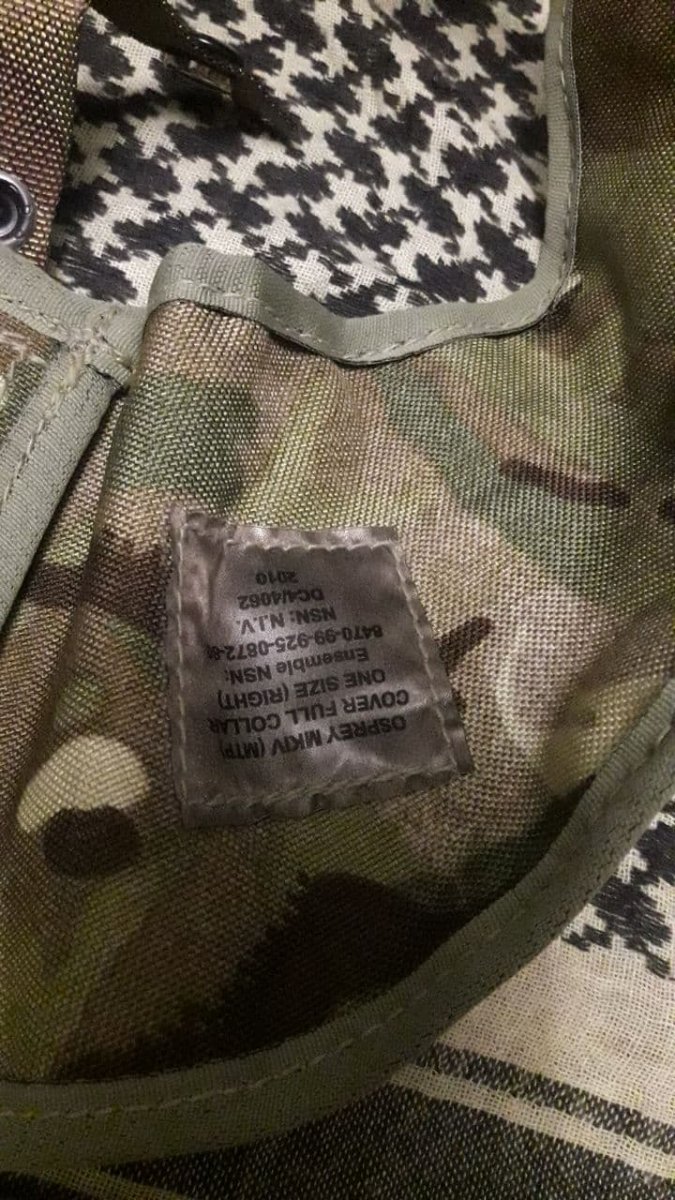 OSPREY MKIV (MTP)
COVER FULL COLLAR
ONE SIZE (RIGHT)
Ensemble NSN:
8470-99-925-0872-8
NSN: N.I.V.
DC4/4062
2010